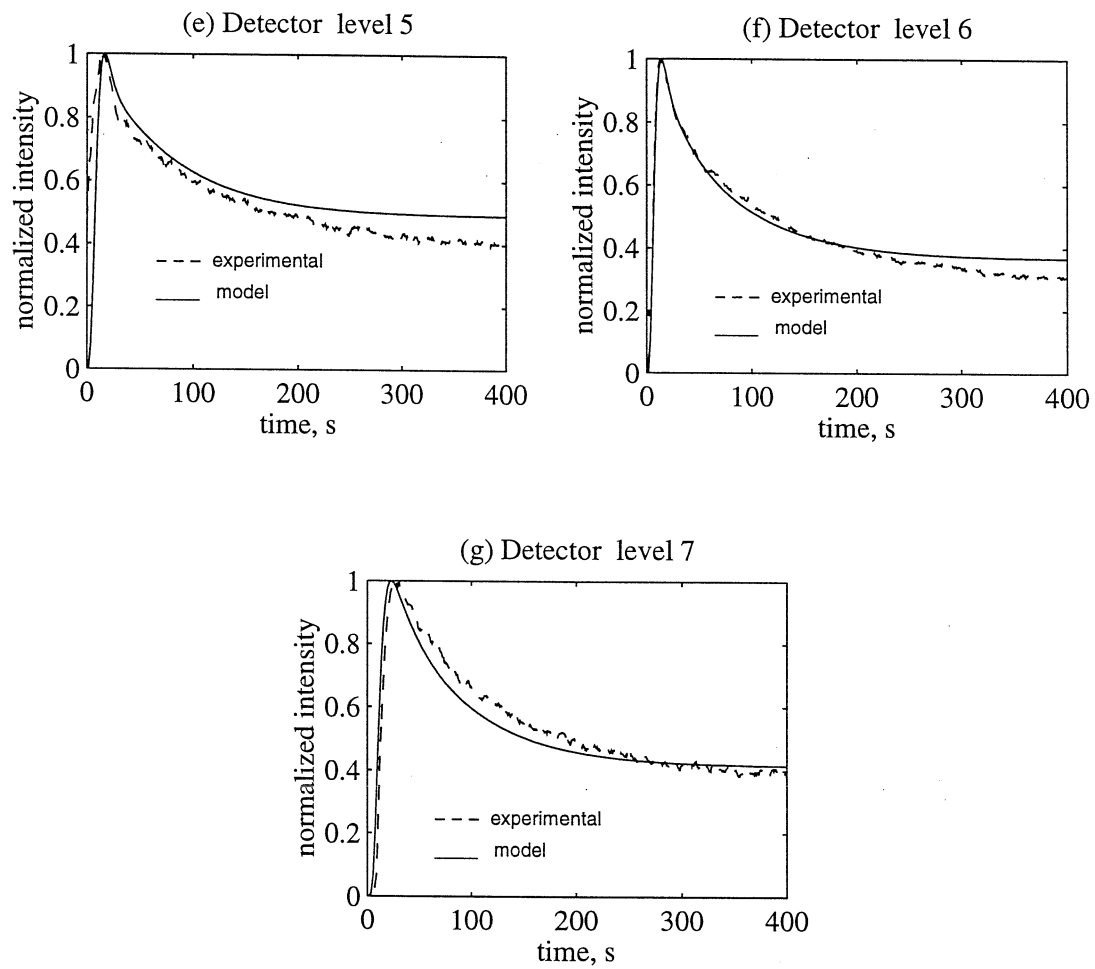 (e) Detector level 5
1
0.8
0.6
0.4
0.2
0
normalized intensity
experimental
model
0 100 200 300 400
time, s
(f) Detector level 6
1
0.8
0.6
0.4
0.2
0
normalized intensity
experimental
model
0 100 200 300 400
time, s
(g) Detector level 7
1
0.8
0.6
0.4
0.2
0
normalized intensity
experimental
model
0 100 200 300 400
time, s